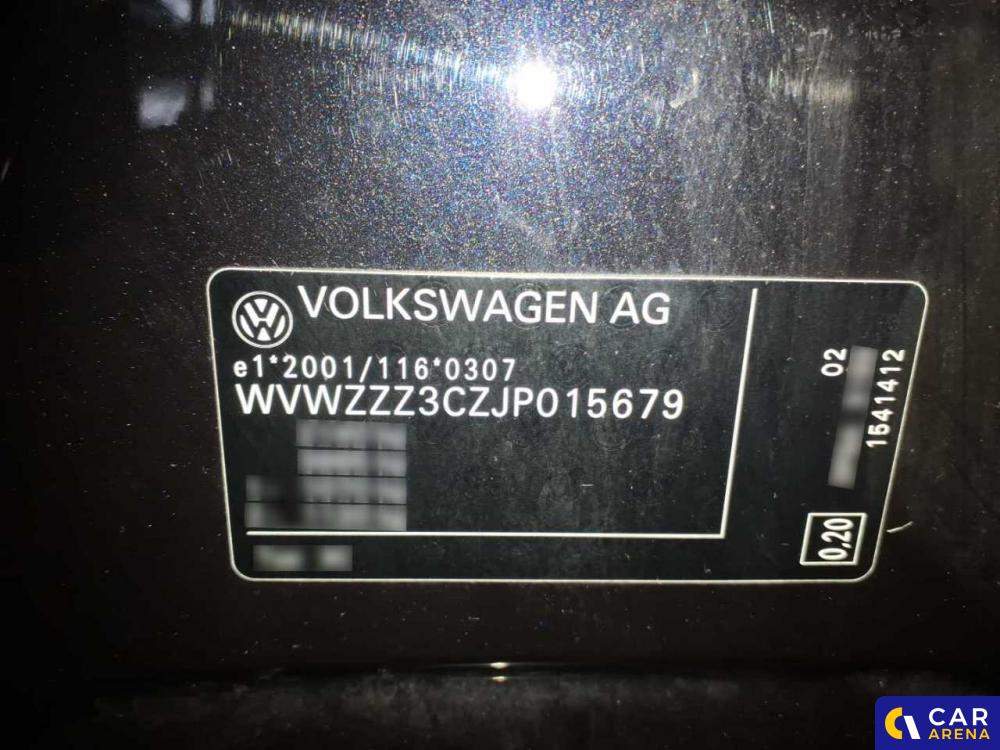 VOLKSWAGEN AG
e1*2001/116*0307
WVWZZZ3CZJP015679
02
1541412
0,20
CAR
ARENA